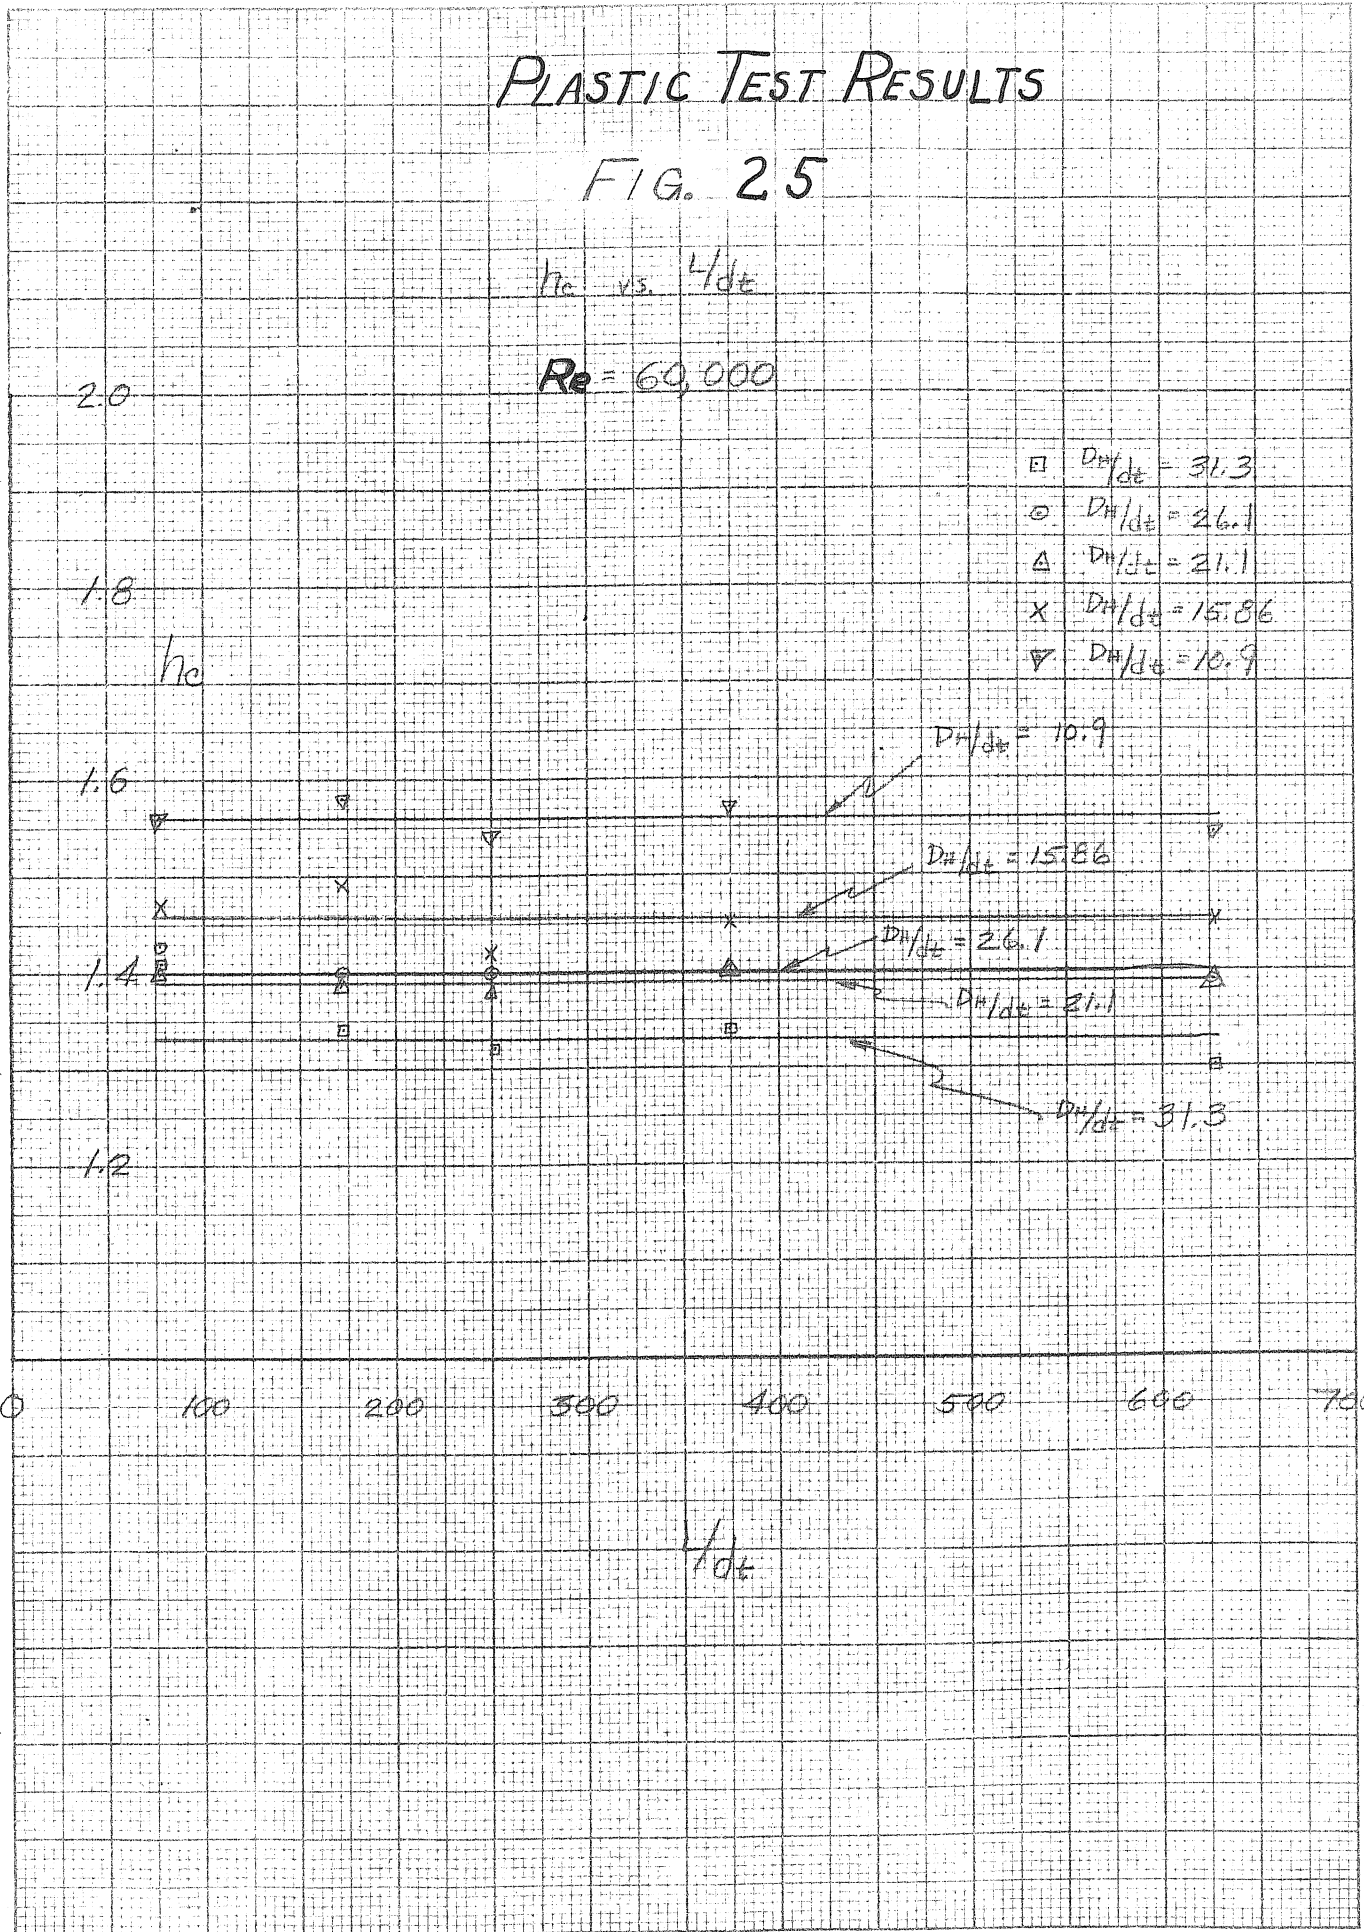 PLASTIC TEST RESULTS
FIG. 25
hc vs. L/dt
Re = 60,000
2.0
DH/dt = 31.3
DH/dt = 26.1
1.8
DH/dt = 21.1
DH/dt = 15.86
hc
DH/dt = 10.9
DH/dt = 10.9
1.6
DH/dt = 15.86
DH/dt = 26.1
1.4
DH/dt = 21.1
DH/dt = 31.3
1.2
0 100 200 300 400 500 600 700
L/dt